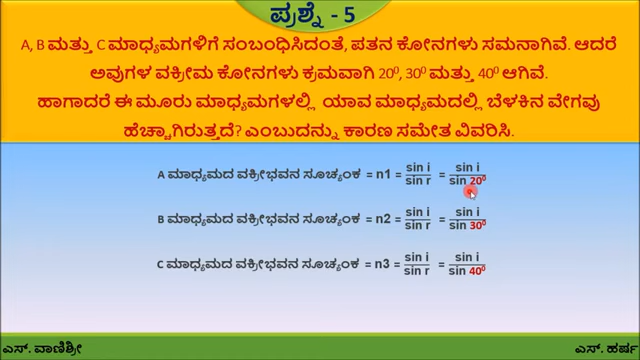 ಪ್ರಶ್ನೆ - 5
A, B ಮತ್ತು C ಮಾಧ್ಯಮಗಳಿಗೆ ಸಂಬಂಧಿಸಿದಂತೆ, ಪತನ ಕೋನಗಳು ಸಮನಾಗಿವೆ. ಆದರೆ
ಅವುಗಳ ವಕ್ರೀಮ ಕೋನಗಳು ಕ್ರಮವಾಗಿ 20⁰, 30⁰ ಮತ್ತು 40⁰ ಆಗಿವೆ.
ಹಾಗಾದರೆ ಈ ಮೂರು ಮಾಧ್ಯಮಗಳಲ್ಲಿ ಯಾವ ಮಾಧ್ಯಮದಲ್ಲಿ ಬೆಳಕಿನ ವೇಗವು
ಹೆಚ್ಚಾಗಿರುತ್ತದೆ? ಎಂಬುದನ್ನು ಕಾರಣ ಸಮೇತ ವಿವರಿಸಿ.
A ಮಾಧ್ಯಮದ ವಕ್ರೀಭವನ ಸೂಚ್ಯಂಕ = n1 = sin i / sin r = sin i / sin 20⁰
B ಮಾಧ್ಯಮದ ವಕ್ರೀಭವನ ಸೂಚ್ಯಂಕ = n2 = sin i / sin r = sin i / sin 30⁰
C ಮಾಧ್ಯಮದ ವಕ್ರೀಭವನ ಸೂಚ್ಯಂಕ = n3 = sin i / sin r = sin i / sin 40⁰
ಎಸ್. ವಾಣಿಶ್ರೀ ಎಸ್. ಹರ್ಷ